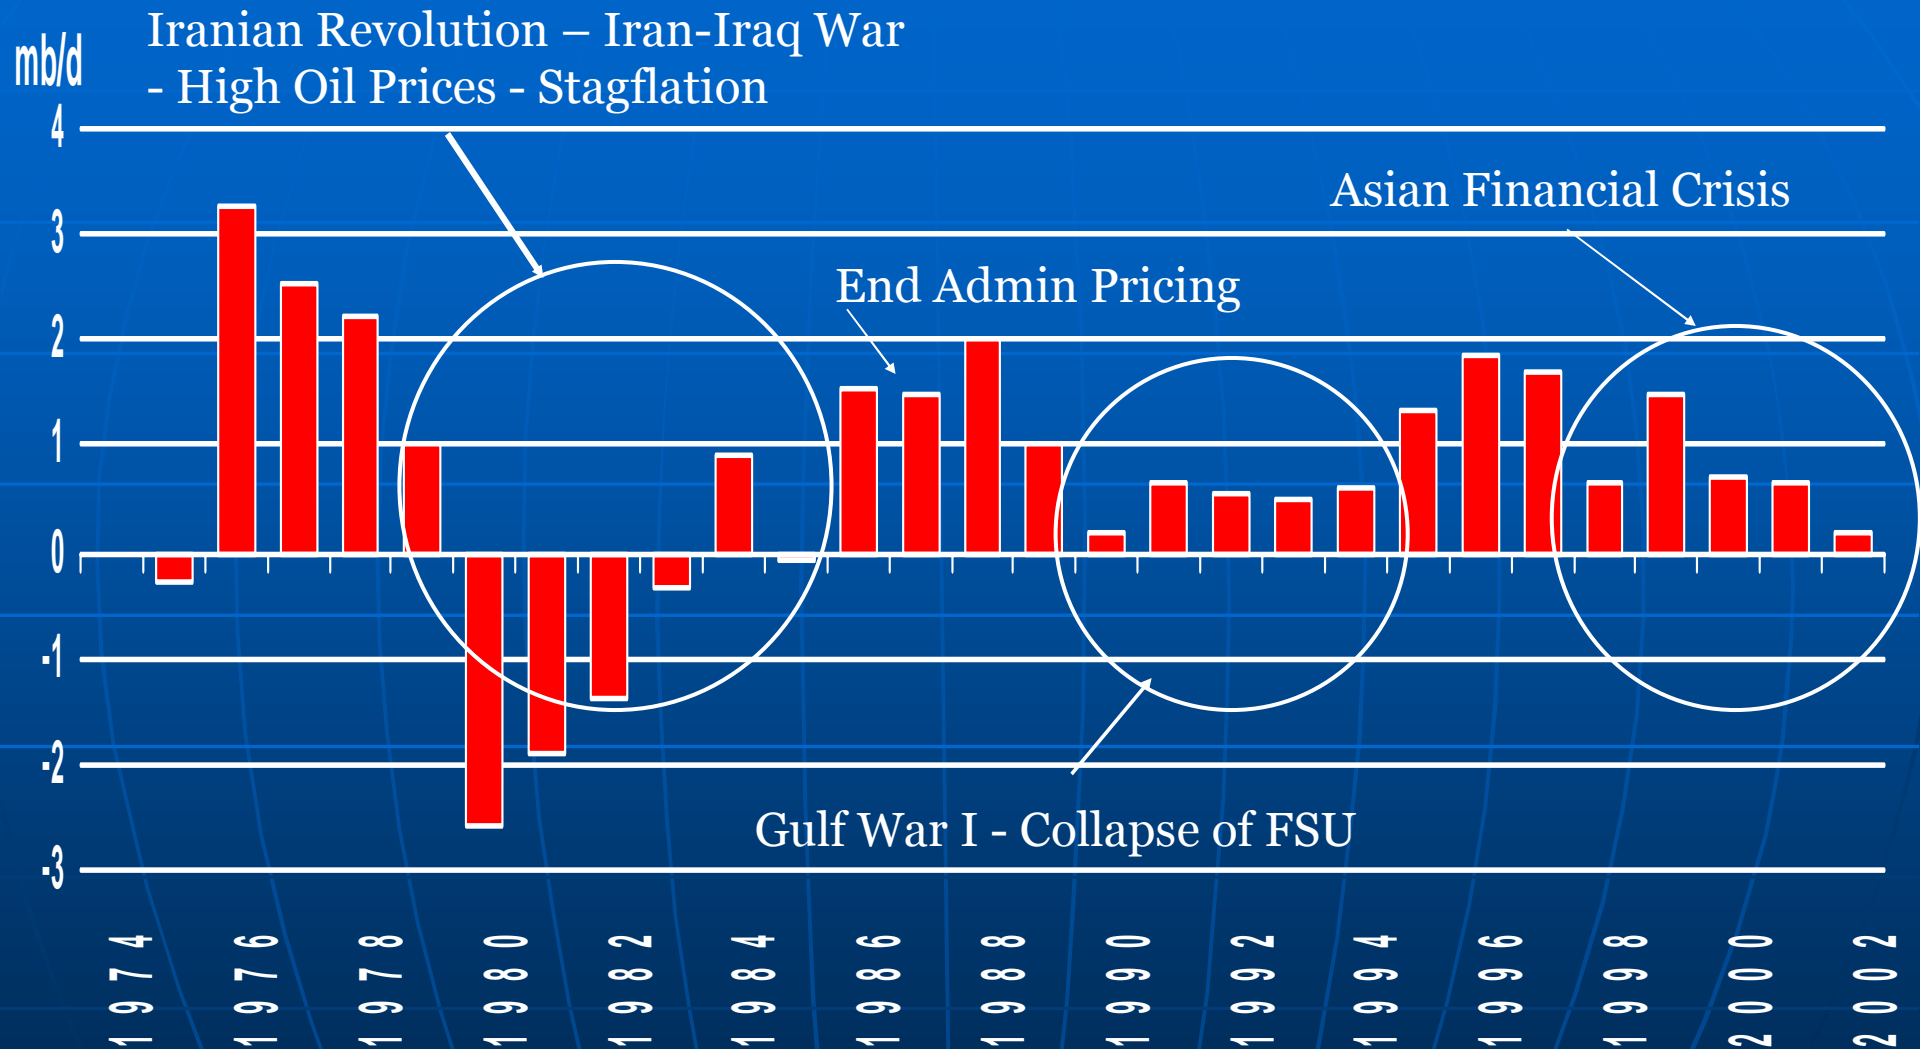 Iranian Revolution – Iran-Iraq War
- High Oil Prices - Stagflation
mb/d
4
Asian Financial Crisis
3
End Admin Pricing
2
1
0
-1
-2
Gulf War I - Collapse of FSU
-3
1974 1976 1978 1980 1982 1984 1986 1988 1990 1992 1994 1996 1998 2000 2002